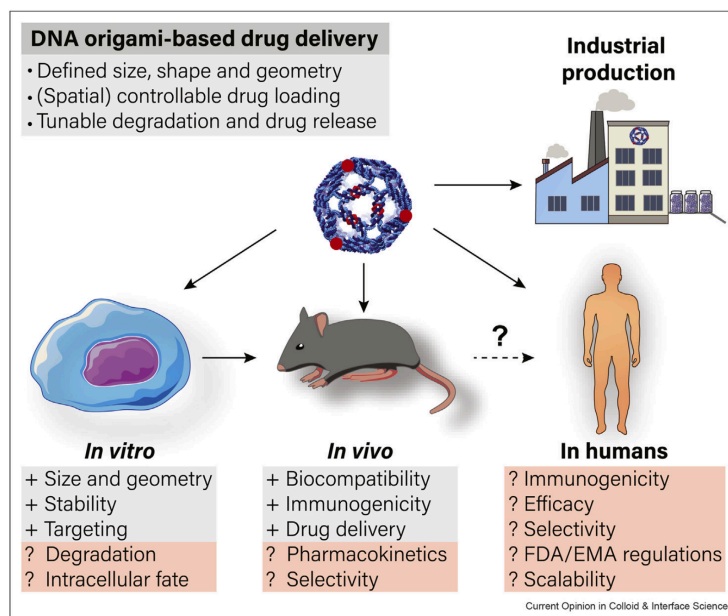 DNA origami-based drug delivery
• Defined size, shape and geometry
• (Spatial) controllable drug loading
• Tunable degradation and drug release
Industrial
production
?
In vitro
+ Size and geometry
+ Stability
+ Targeting
? Degradation
? Intracellular fate
In vivo
+ Biocompatibility
+ Immunogenicity
+ Drug delivery
? Pharmacokinetics
? Selectivity
In humans
? Immunogenicity
? Efficacy
? Selectivity
? FDA/EMA regulations
? Scalability
Current Opinion in Colloid & Interface Science